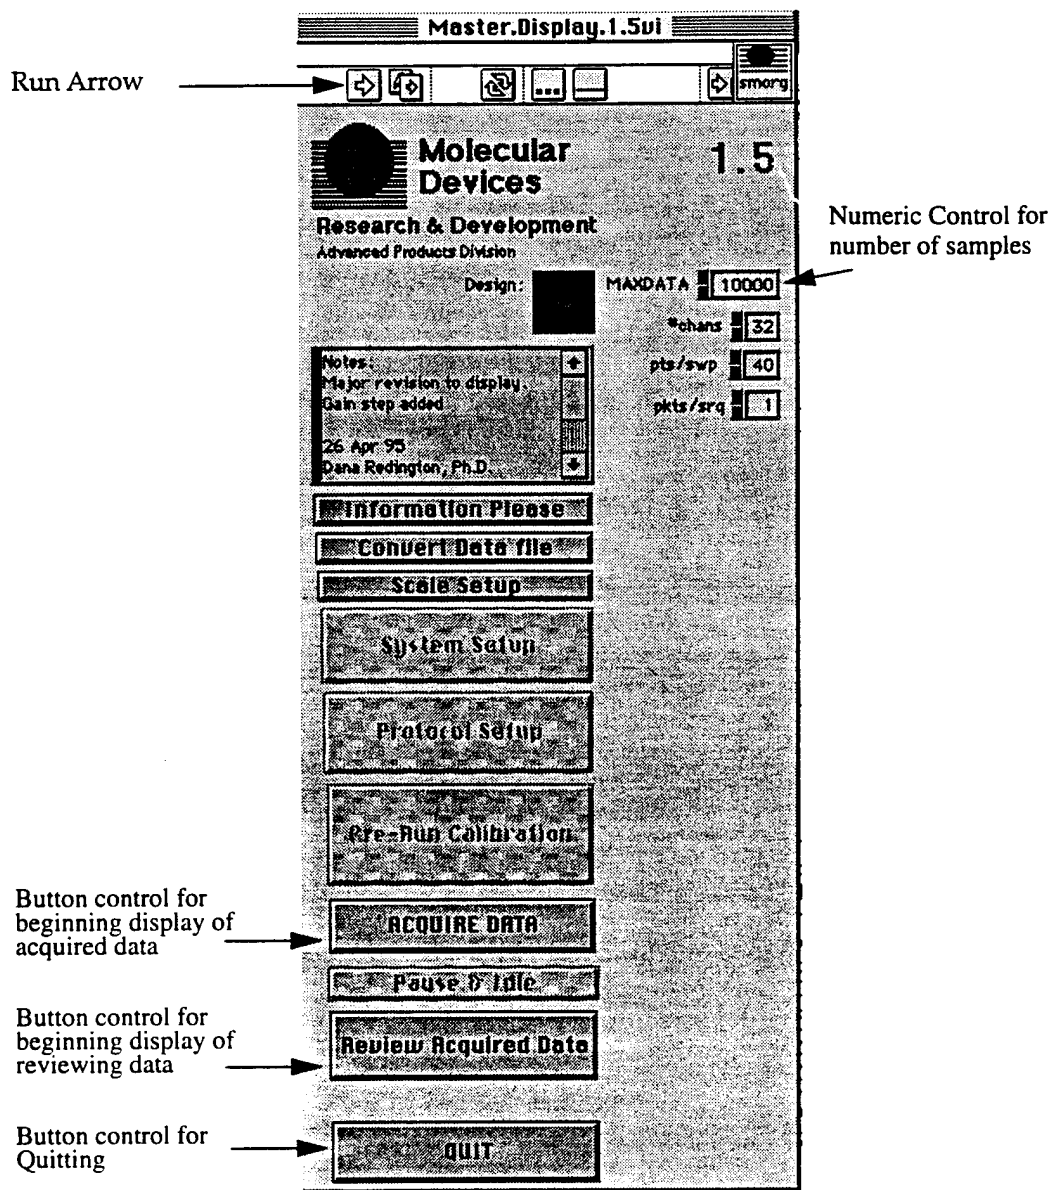 Master.Display.1.5vi
Run Arrow
smorg
Molecular
Devices
1.5
Research & Development
Advanced Products Division
Numeric Control for
number of samples
Design:
MAXDATA 10000
#chans 32
pts/swp 40
pkts/srq 1
Notes:
Major revision to display.
Gain step added
26 Apr 95
Dana Redington, Ph.D.
Information Please
Convert Data file
Scale Setup
System Setup
Protocol Setup
Pre-Run Calibration
Button control for
beginning display of
acquired data
ACQUIRE DATA
Pause & Idle
Button control for
beginning display of
reviewing data
Review Acquired Data
Button control for
Quitting
QUIT